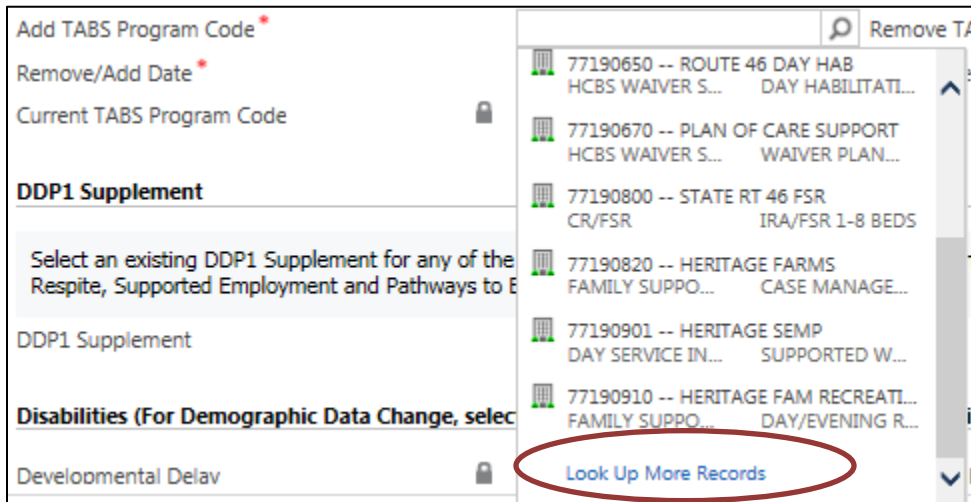 Add TABS Program Code*
Remove TA
Remove/Add Date*
Current TABS Program Code
77190650 -- ROUTE 46 DAY HAB
HCBS WAIVER S... DAY HABILITATI...
77190670 -- PLAN OF CARE SUPPORT
HCBS WAIVER S... WAIVER PLAN...
77190800 -- STATE RT 46 FSR
CR/FSR IRA/FSR 1-8 BEDS
77190820 -- HERITAGE FARMS
FAMILY SUPPO... CASE MANAGE...
77190901 -- HERITAGE SEMP
DAY SERVICE IN... SUPPORTED W...
77190910 -- HERITAGE FAM RECREATI...
FAMILY SUPPO... DAY/EVENING R...
Look Up More Records
DDP1 Supplement
Select an existing DDP1 Supplement for any of the
Respite, Supported Employment and Pathways to E
DDP1 Supplement
Disabilities (For Demographic Data Change, selec
Developmental Delay